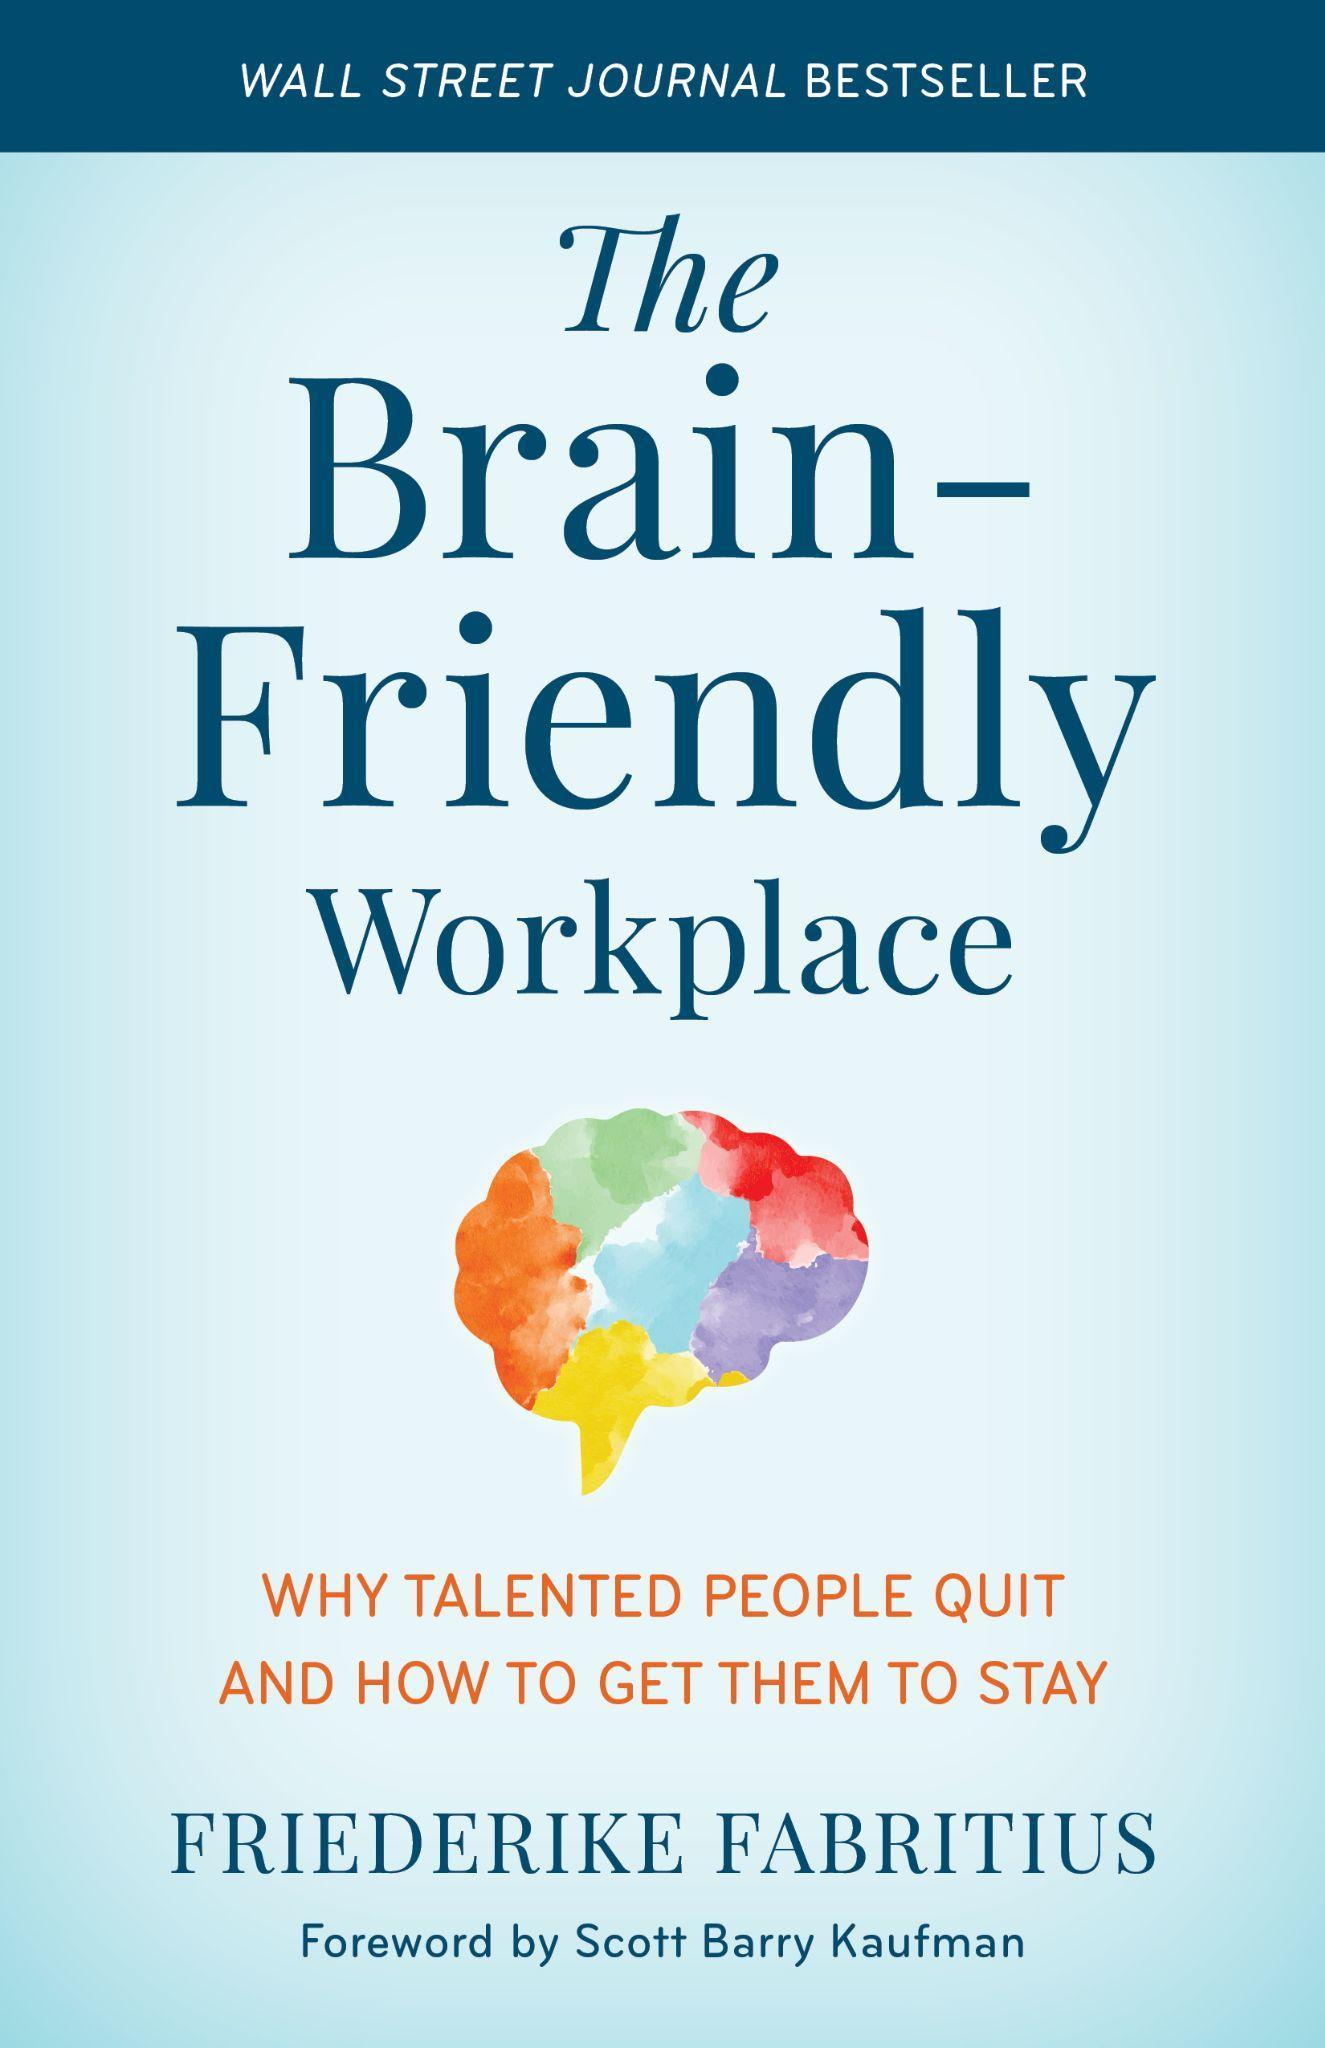 WALL STREET JOURNAL BESTSELLER
The
Brain-
Friendly
Workplace
WHY TALENTED PEOPLE QUIT
AND HOW TO GET THEM TO STAY
FRIEDERIKE FABRITIUS
Foreword by Scott Barry Kaufman